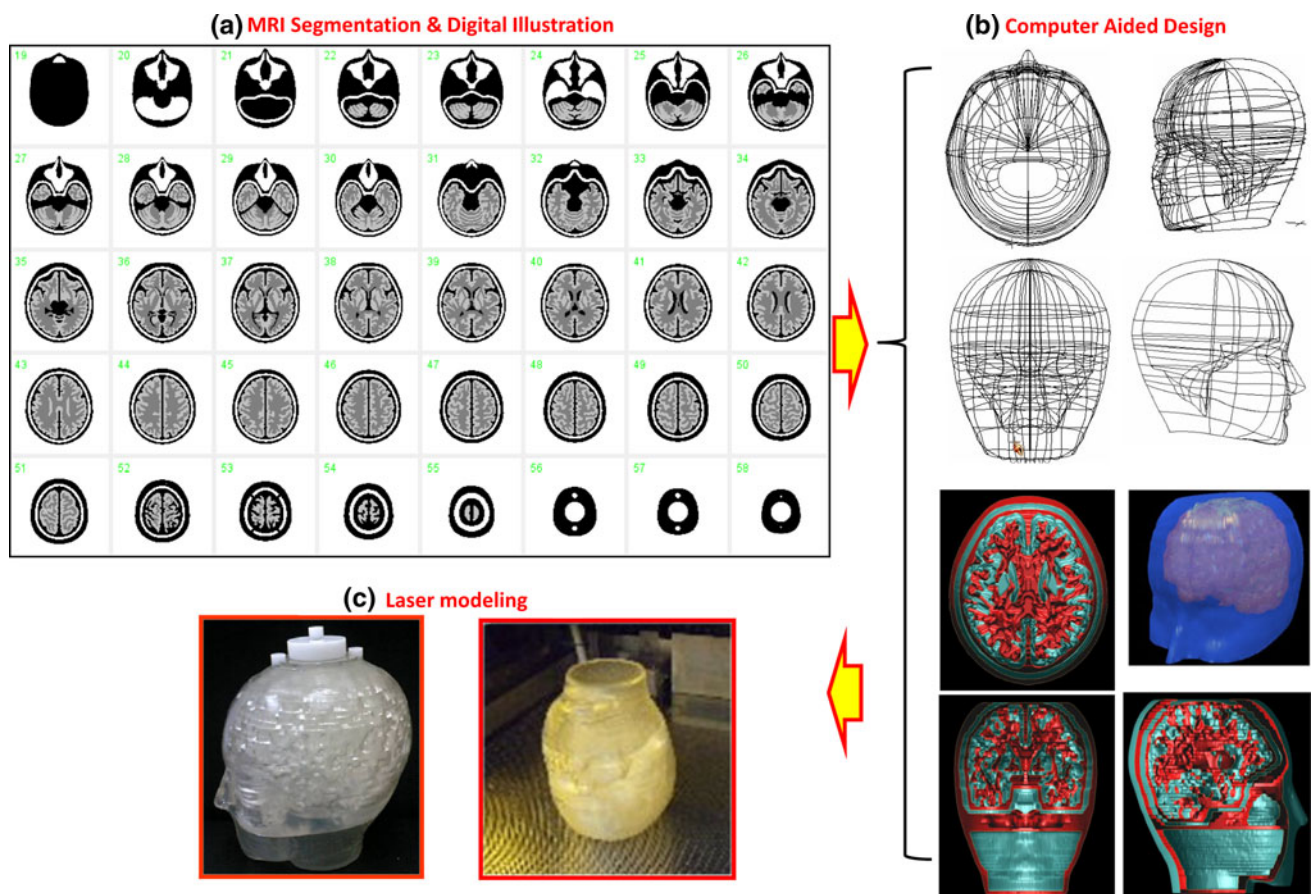 (a) MRI Segmentation & Digital Illustration
19 20 21 22 23 24 25 26
27 28 29 30 31 32 33 34
35 36 37 38 39 40 41 42
43 44 45 46 47 48 49 50
51 52 53 54 55 56 57 58
(b) Computer Aided Design
(c) Laser modeling